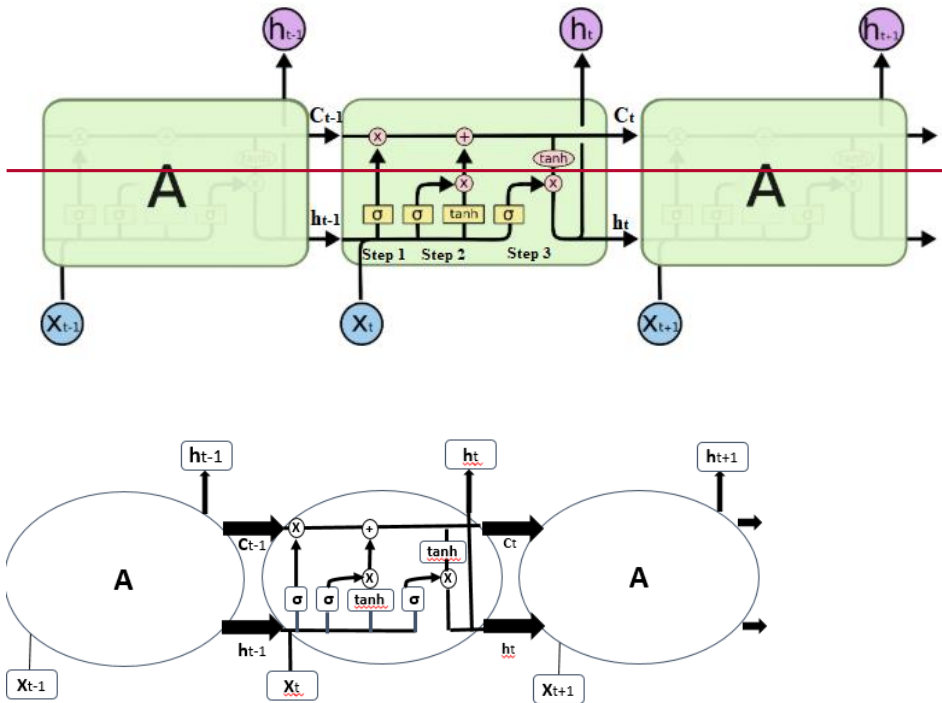 ht-1 ht ht+1
Ct-1 Ct
x + tanh
A x x A
ht-1 σ σ tanh σ ht
Step 1 Step 2 Step 3
Xt-1 Xt Xt+1
ht-1 ht ht+1
Ct-1 x + Ct
tanh
A x x A
σ σ tanh σ
ht-1 ht
Xt-1 Xt Xt+1